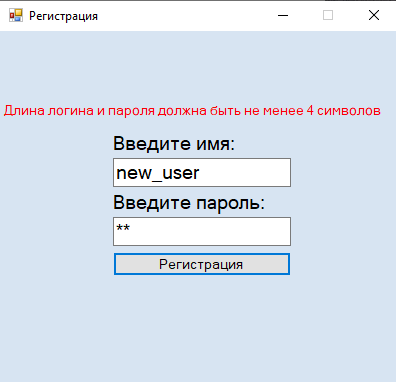 Регистрация
Длина логина и пароля должна быть не менее 4 символов
Введите имя:
new_user
Введите пароль:
**
Регистрация